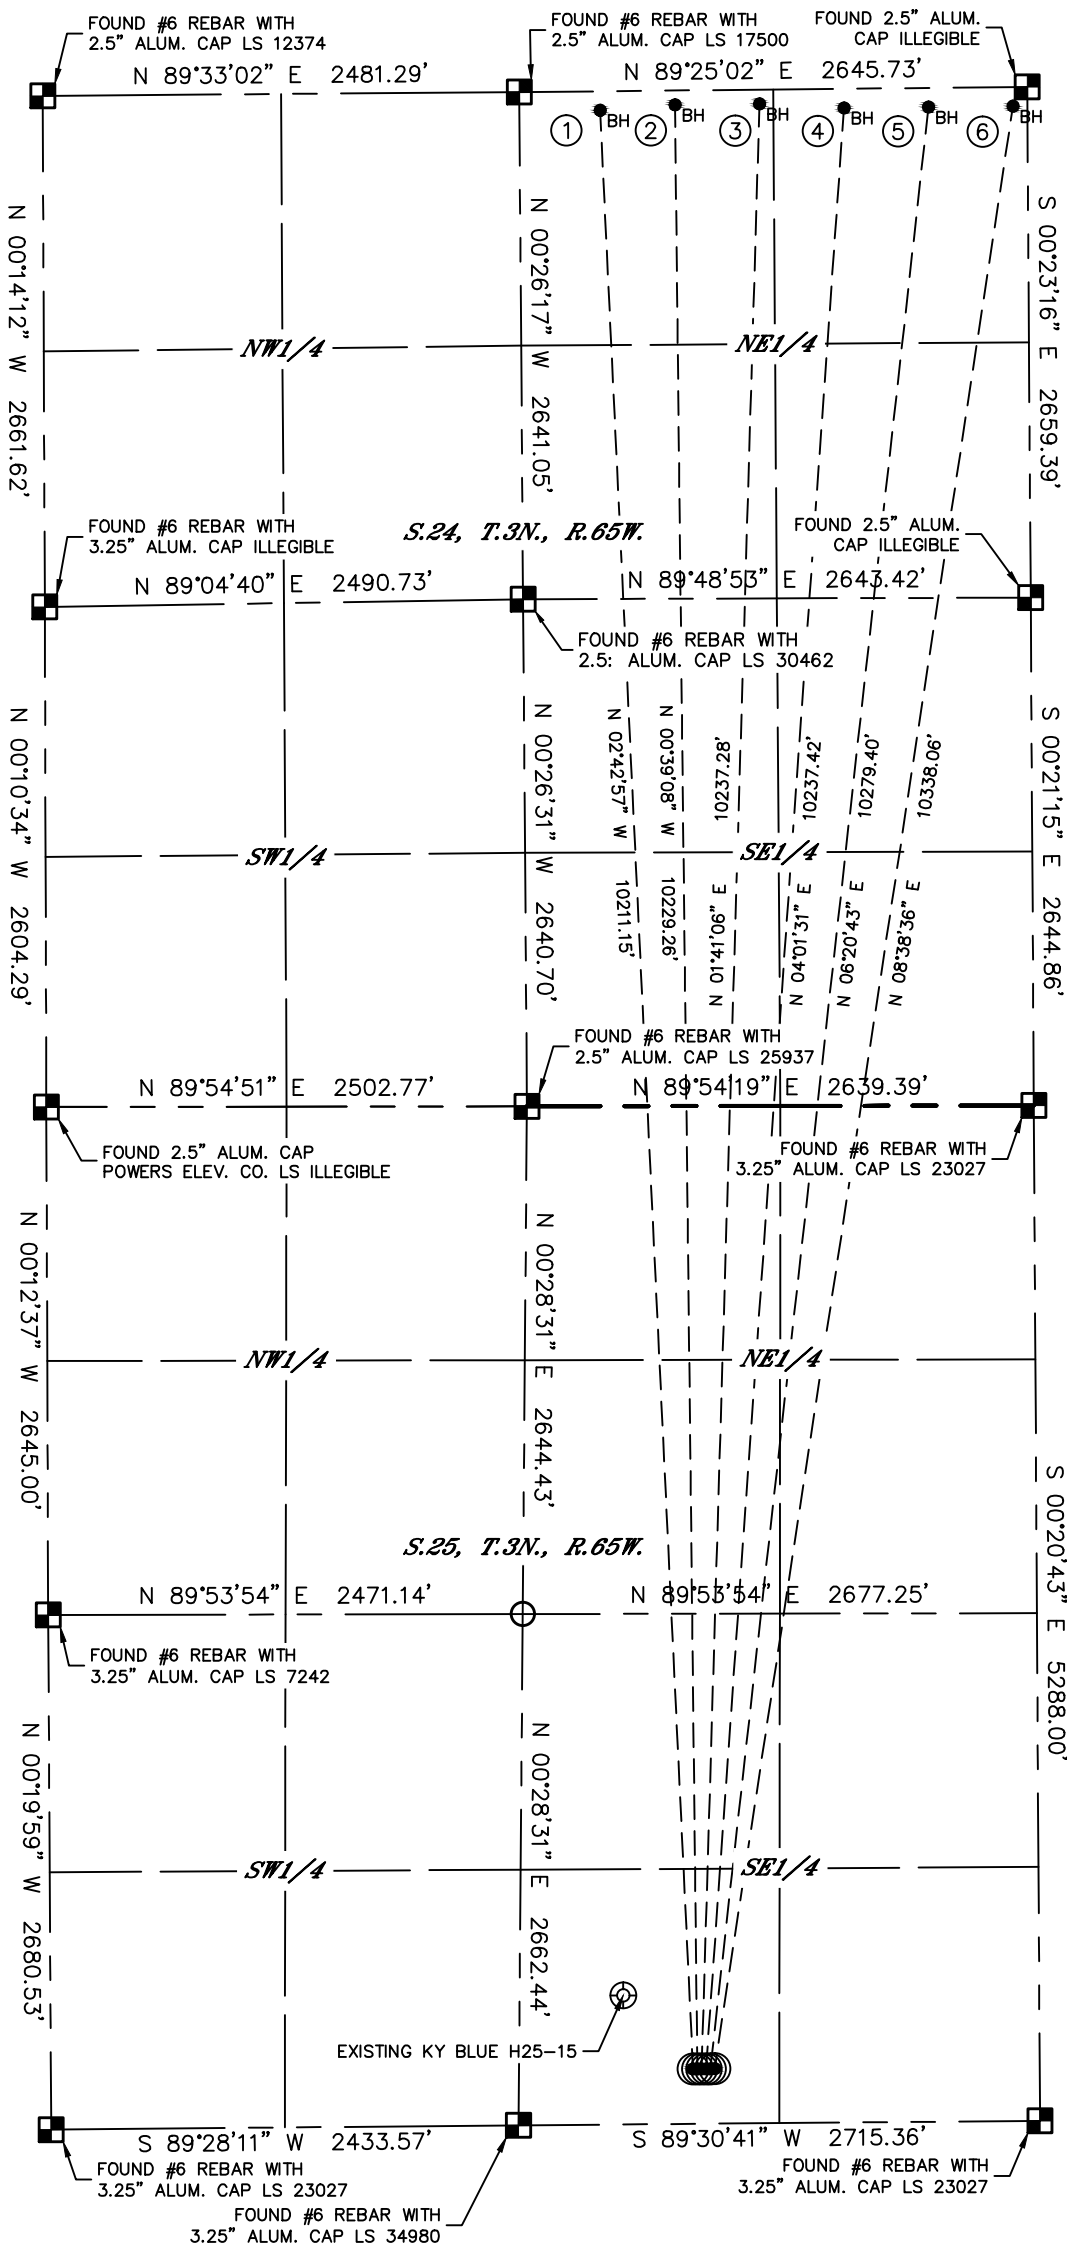 FOUND #6 REBAR WITH
2.5" ALUM. CAP LS 12374
FOUND #6 REBAR WITH
2.5" ALUM. CAP LS 17500
FOUND 2.5" ALUM.
CAP ILLEGIBLE
N 89°33'02" E 2481.29'
N 89°25'02" E 2645.73'
1 BH
2 BH
3 BH
4 BH
5 BH
6 BH
N 00°14'12" W 2661.62'
N 00°26'17" W 2641.05'
S 00°23'16" E 2659.39'
NW1/4
NE1/4
FOUND #6 REBAR WITH
3.25" ALUM. CAP ILLEGIBLE
S.24, T.3N., R.65W.
FOUND 2.5" ALUM.
CAP ILLEGIBLE
N 89°04'40" E 2490.73'
N 89°48'53" E 2643.42'
FOUND #6 REBAR WITH
2.5: ALUM. CAP LS 30462
N 00°10'34" W 2604.29'
N 00°26'31" W 2640.70'
N 02°42'57" W 10211.15'
N 00°39'08" W 10229.26'
N 01°41'06" E 10237.28'
N 04°01'31" E 10237.42'
N 06°20'43" E 10279.40'
N 08°38'36" E 10338.06'
S 00°21'15" E 2644.86'
SW1/4
SE1/4
FOUND #6 REBAR WITH
2.5" ALUM. CAP LS 25937
N 89°54'51" E 2502.77'
N 89°54'19" E 2639.39'
FOUND 2.5" ALUM. CAP
POWERS ELEV. CO. LS ILLEGIBLE
FOUND #6 REBAR WITH
3.25" ALUM. CAP LS 23027
N 00°12'37" W 2645.00'
N 00°28'31" E 2644.43'
NW1/4
NE1/4
S.25, T.3N., R.65W.
S 00°20'43" E 5288.00'
N 89°53'54" E 2471.14'
N 89°53'54" E 2677.25'
FOUND #6 REBAR WITH
3.25" ALUM. CAP LS 7242
N 00°19'59" W 2680.53'
N 00°28'31" E 2662.44'
SW1/4
SE1/4
EXISTING KY BLUE H25-15
S 89°28'11" W 2433.57'
S 89°30'41" W 2715.36'
FOUND #6 REBAR WITH
3.25" ALUM. CAP LS 23027
FOUND #6 REBAR WITH
3.25" ALUM. CAP LS 23027
FOUND #6 REBAR WITH
3.25" ALUM. CAP LS 34980